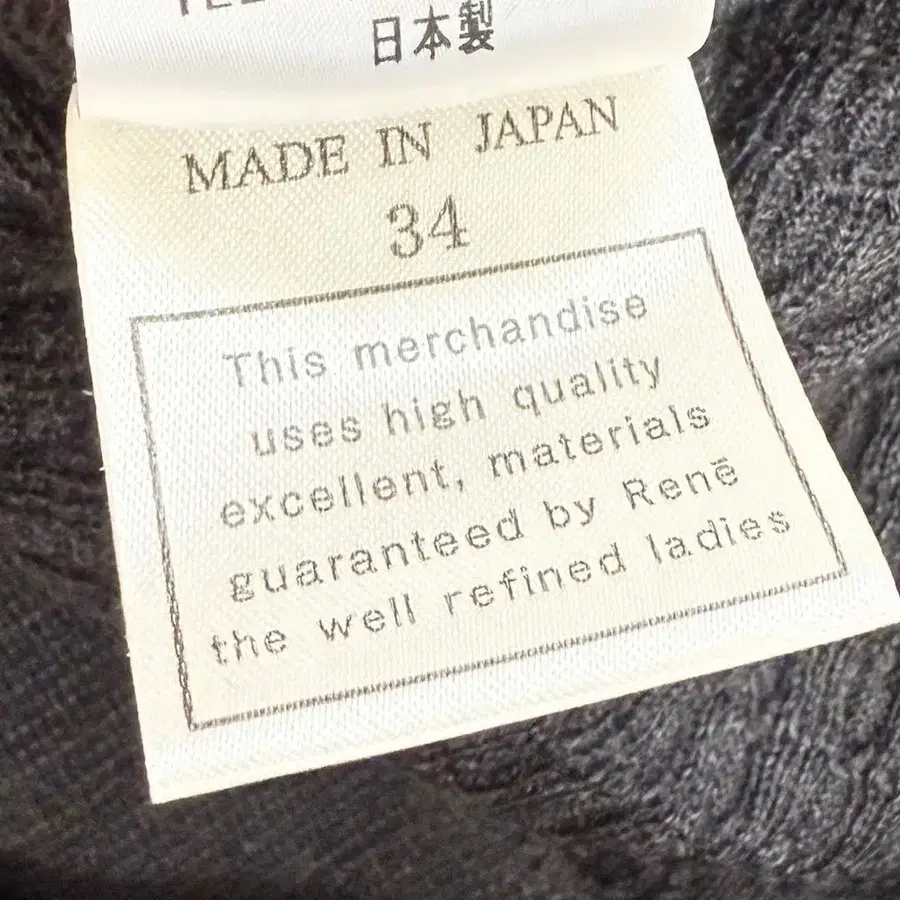 日本製
MADE IN JAPAN
34
This merchandise
uses high quality
excellent, materials
guaranteed by Renē
the well refined ladies